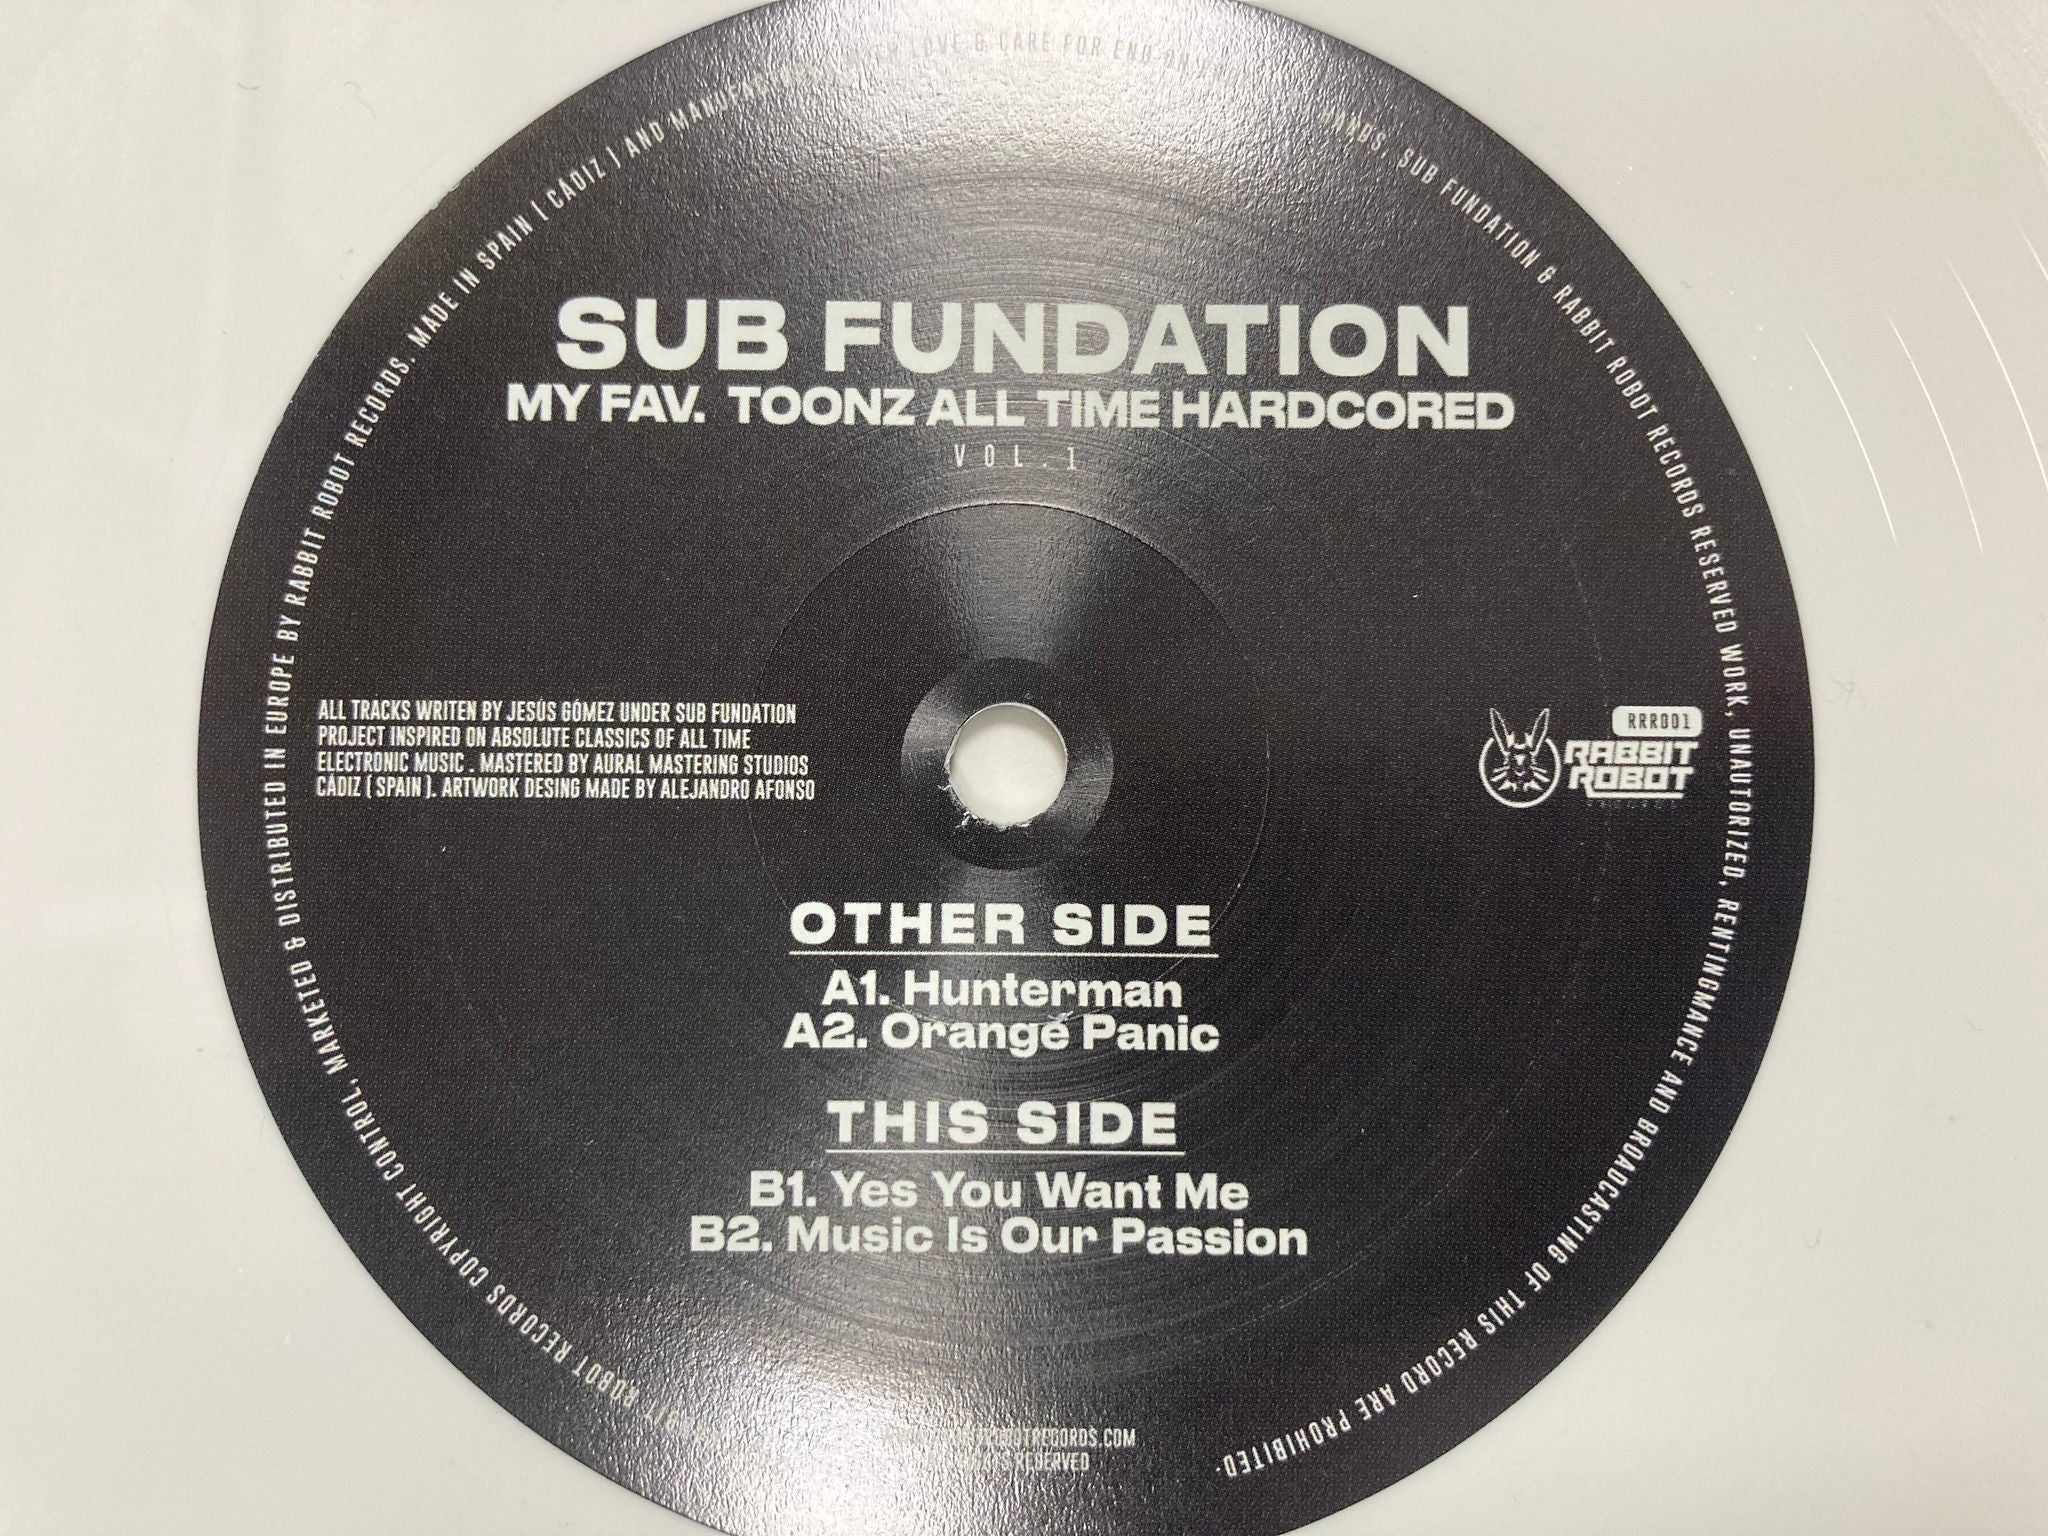 SUB FUNDATION
MY FAV. TOONZ ALL TIME HARDCORED
VOL.1
ALL TRACKS WRITEN BY JESÚS GÓMEZ UNDER SUB FUNDATION
PROJECT INSPIRED ON ABSOLUTE CLASSICS OF ALL TIME
ELECTRONIC MUSIC . MASTERED BY AURAL MASTERING STUDIOS
CÁDIZ ( SPAIN ). ARTWORK DESING MADE BY ALEJANDRO AFONSO
RRR001
RABBIT
ROBOT
OTHER SIDE
A1. Hunterman
A2. Orange Panic
THIS SIDE
B1. Yes You Want Me
B2. Music Is Our Passion
ROBOT RECORDS COPYRIGHT CONTROL, MARKETED & DISTRIBUTED IN EUROPE BY RABBIT ROBOT RECORDS. MADE IN SPAIN ( CÁDIZ ) AND LOVE & CARE FOR HANDS. SUB FUNDATION & RABBIT ROBOT RECORDS RESERVED WORK, UNAUTORIZED, RENTINGMANCE AND BROADCASTING OF THIS RECORD ARE PROHIBITED.
RESERVED